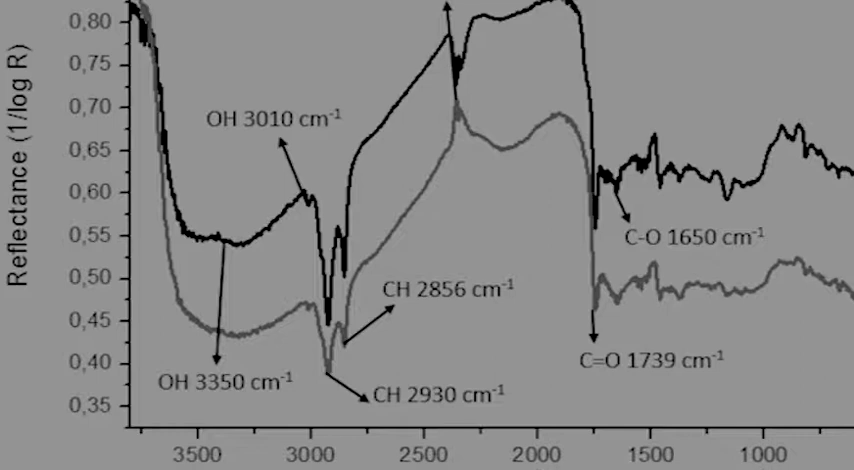 0,80
0,75
0,70
0,65
0,60
0,55
0,50
0,45
0,40
0,35
Reflectance (1/log R)
OH 3010 cm⁻¹
C-O 1650 cm⁻¹
CH 2856 cm⁻¹
C=O 1739 cm⁻¹
OH 3350 cm⁻¹
CH 2930 cm⁻¹
3500 3000 2500 2000 1500 1000